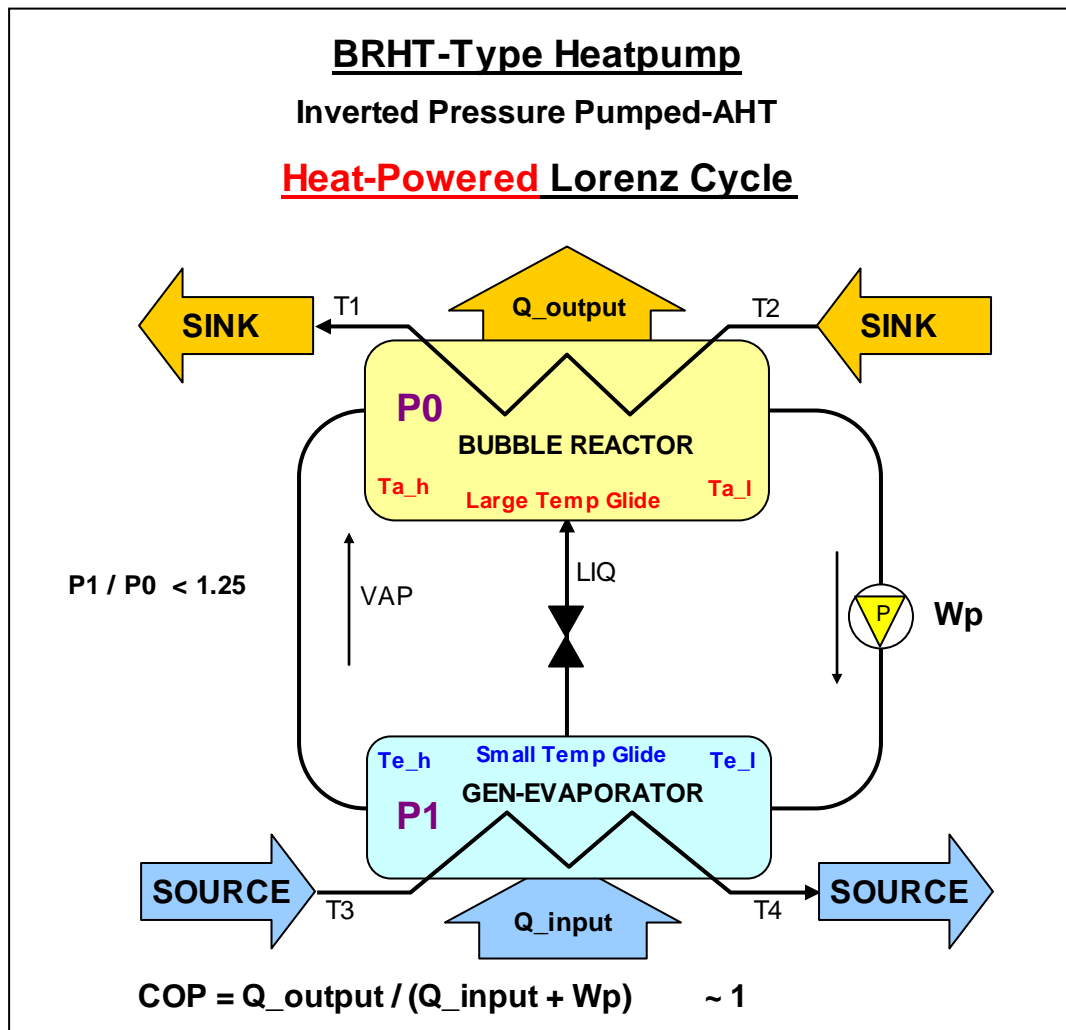 BRHT-Type Heatpump
Inverted Pressure Pumped-AHT
Heat-Powered Lorenz Cycle
SINK
T1
Q_output
T2
SINK
P0
BUBBLE REACTOR
Ta_h
Large Temp Glide
Ta_l
P1 / P0 < 1.25
VAP
LIQ
P
Wp
Te_h
Small Temp Glide
Te_l
GEN-EVAPORATOR
P1
SOURCE
T3
Q_input
T4
SOURCE
COP = Q_output / (Q_input + Wp) ~ 1